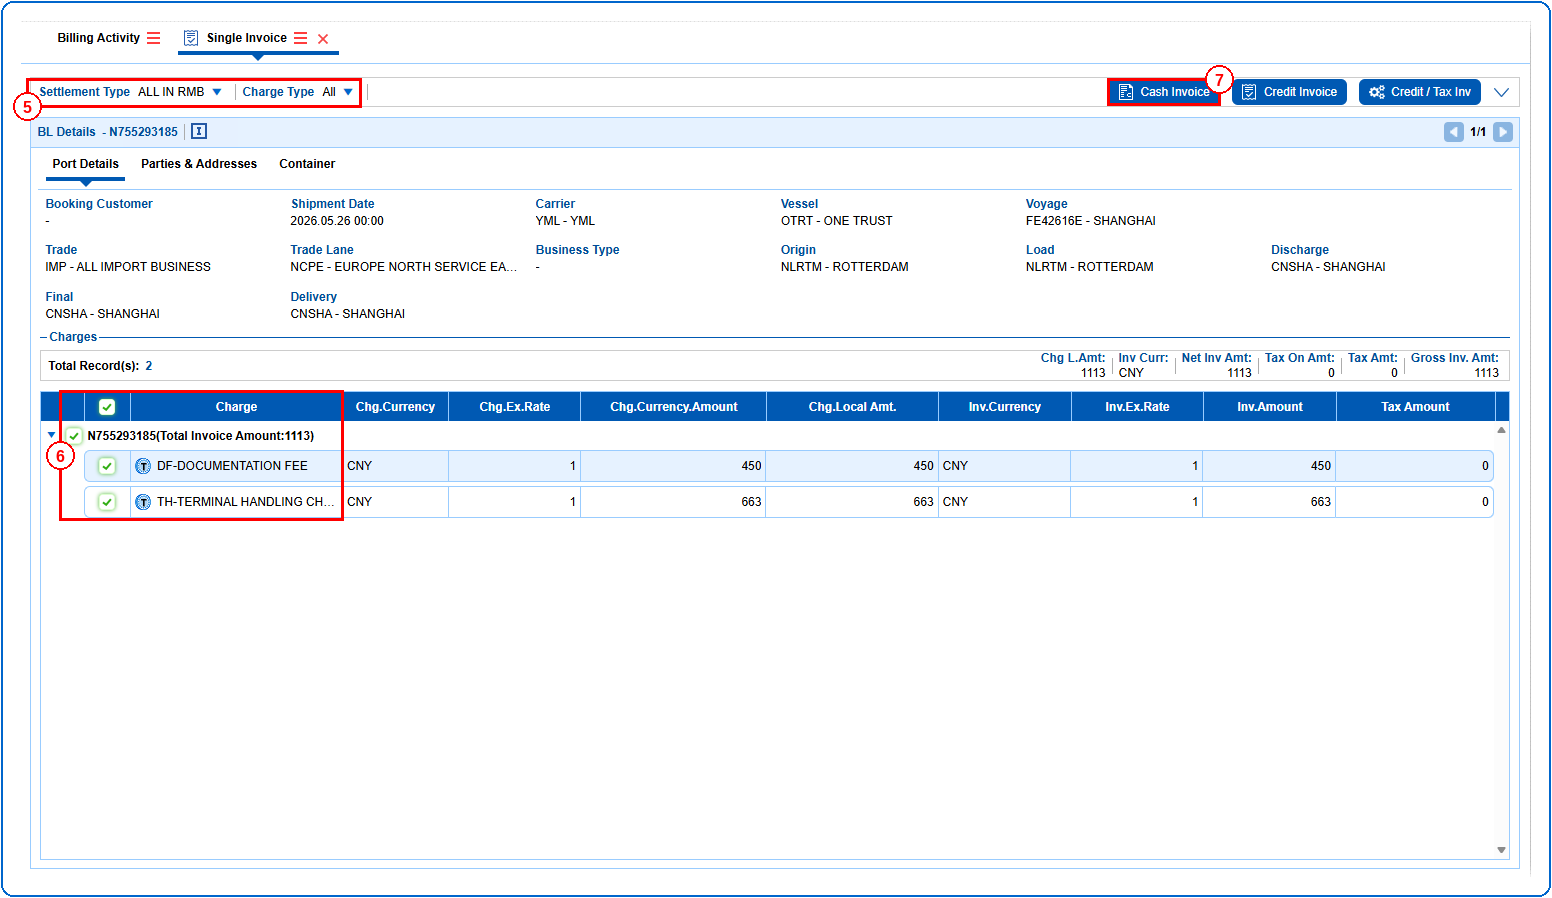 Billing Activity
Single Invoice
5
Settlement Type ALL IN RMB
Charge Type All
Cash Invoice
7
Credit Invoice
Credit / Tax Inv
BL Details - N755293185
1/1
Port Details Parties & Addresses Container
Booking Customer Shipment Date Carrier Vessel Voyage
- 2026.05.26 00:00 YML - YML OTRT - ONE TRUST FE42616E - SHANGHAI
Trade Trade Lane Business Type Origin Load Discharge
IMP - ALL IMPORT BUSINESS NCPE - EUROPE NORTH SERVICE EA... - NLRTM - ROTTERDAM NLRTM - ROTTERDAM CNSHA - SHANGHAI
Final Delivery
CNSHA - SHANGHAI CNSHA - SHANGHAI
Charges
Total Record(s): 2
Chg L.Amt: Inv Curr: Net Inv Amt: Tax On Amt: Tax Amt: Gross Inv. Amt:
1113 CNY 1113 0 0 1113
Charge Chg.Currency Chg.Ex.Rate Chg.Currency.Amount Chg.Local Amt. Inv.Currency Inv.Ex.Rate Inv.Amount Tax Amount
N755293185(Total Invoice Amount:1113)
6
T DF-DOCUMENTATION FEE CNY 1 450 450 CNY 1 450 0
T TH-TERMINAL HANDLING CH... CNY 1 663 663 CNY 1 663 0